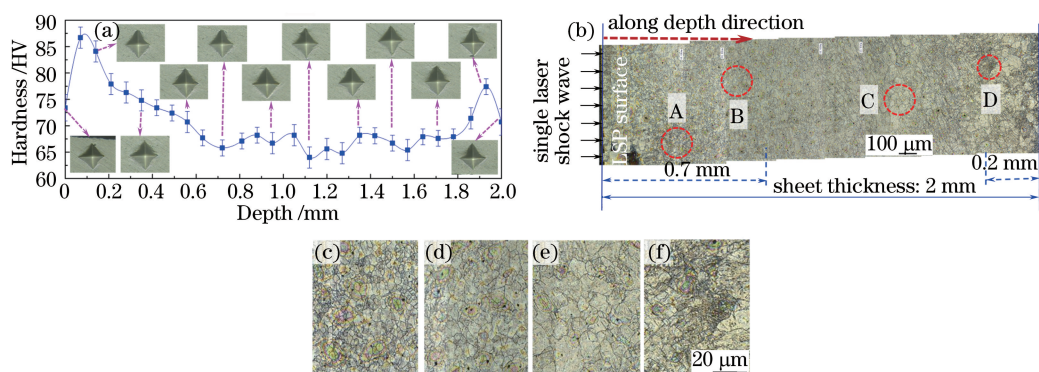 (a)
Hardness /HV
90
85
80
75
70
65
60
0
0.2
0.4
0.6
0.8
1.0
1.2
1.4
1.6
1.8
2.0
Depth /mm
(b)
along depth direction
single laser
shock wave
LSP surface
A
B
C
D
100 μm
0.7 mm
0.2 mm
sheet thickness: 2 mm
(c)
(d)
(e)
(f)
20 μm